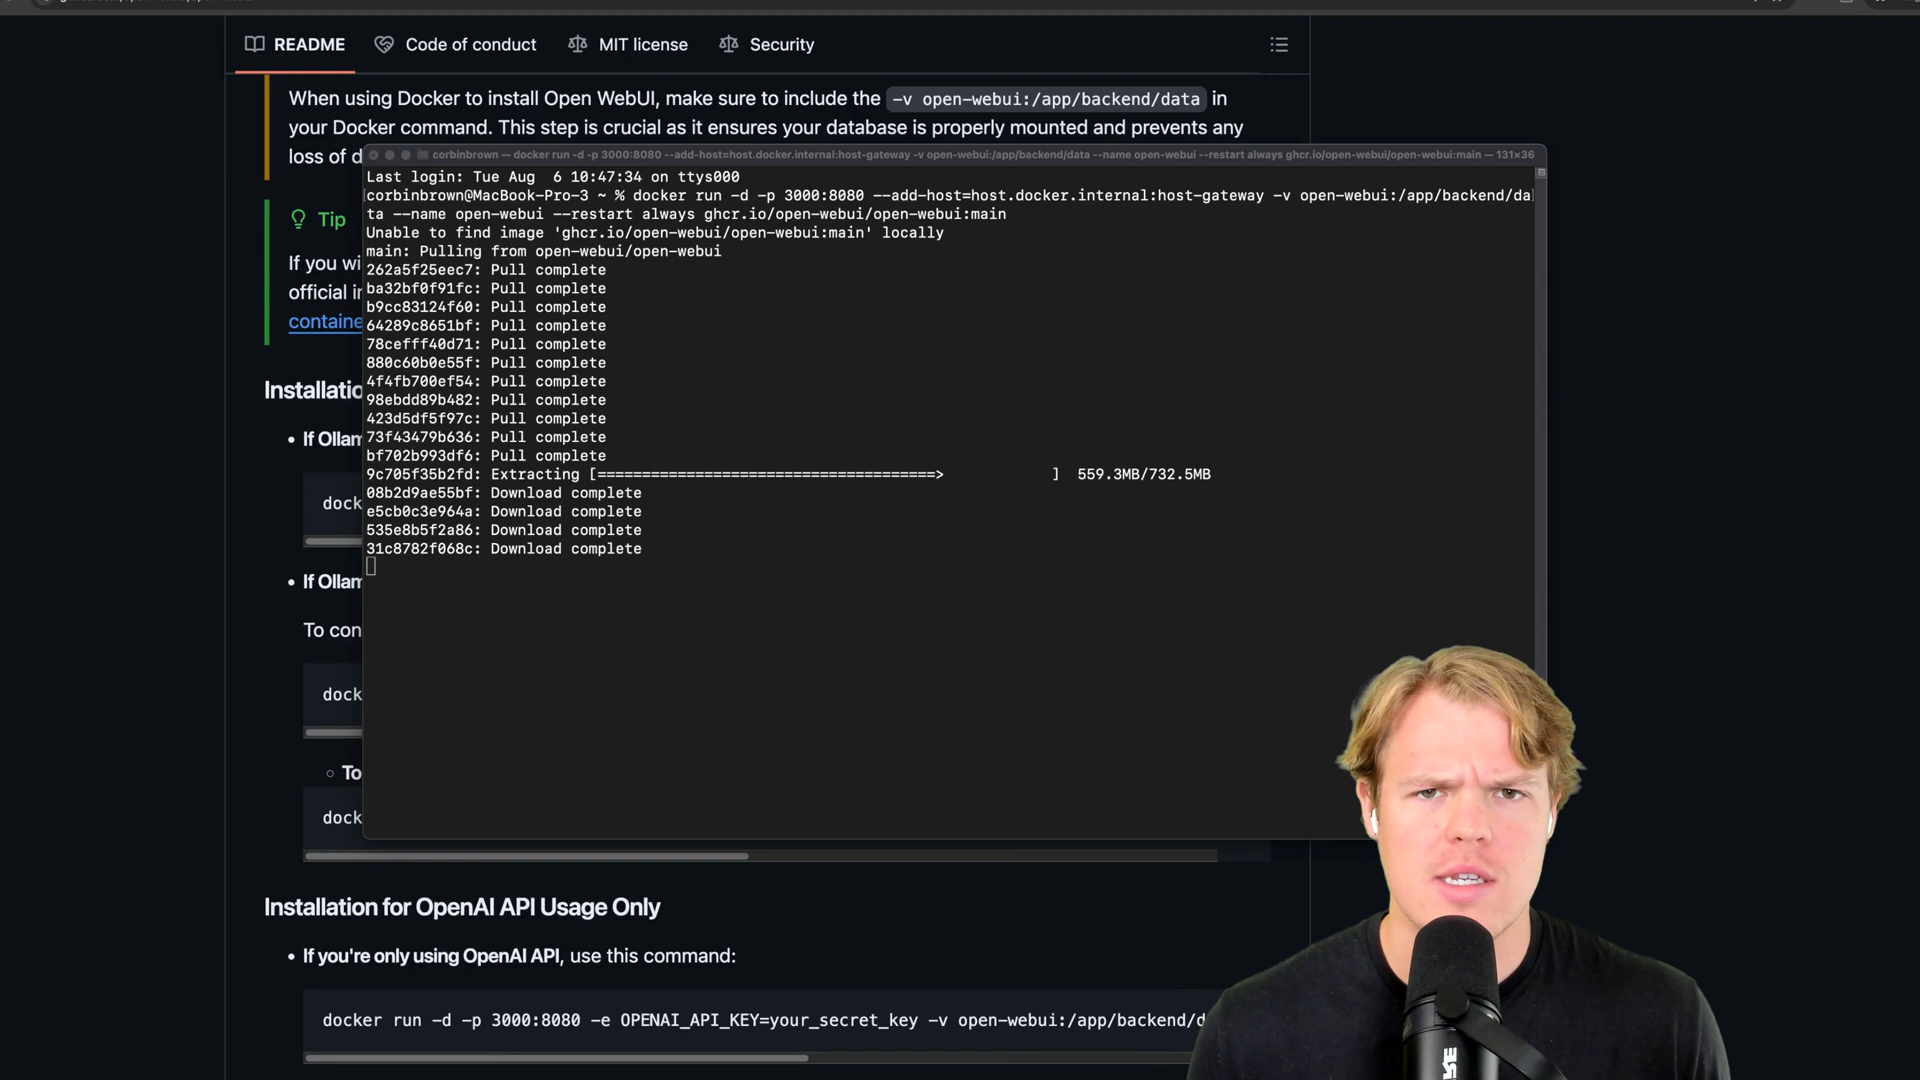 README
Code of conduct
MIT license
Security
When using Docker to install Open WebUI, make sure to include the -v open-webui:/app/backend/data in
your Docker command. This step is crucial as it ensures your database is properly mounted and prevents any
loss of d
corbinbrown — docker run -d -p 3000:8080 --add-host=host.docker.internal:host-gateway -v open-webui:/app/backend/data --name open-webui --restart always ghcr.io/open-webui/open-webui:main — 131×36
Last login: Tue Aug  6 10:47:34 on ttys000
corbinbrown@MacBook-Pro-3 ~ % docker run -d -p 3000:8080 --add-host=host.docker.internal:host-gateway -v open-webui:/app/backend/da
ta --name open-webui --restart always ghcr.io/open-webui/open-webui:main
Unable to find image 'ghcr.io/open-webui/open-webui:main' locally
main: Pulling from open-webui/open-webui
262a5f25eec7: Pull complete
ba32bf0f91fc: Pull complete
b9cc83124f60: Pull complete
64289c8651bf: Pull complete
78cefff40d71: Pull complete
880c60b0e55f: Pull complete
4f4fb700ef54: Pull complete
98ebdd89b482: Pull complete
423d5df5f97c: Pull complete
73f43479b636: Pull complete
bf702b993df6: Pull complete
9c705f35b2fd: Extracting [======================================>            ]  559.3MB/732.5MB
08b2d9ae55bf: Download complete
e5cb0c3e964a: Download complete
535e8b5f2a86: Download complete
31c8782f068c: Download complete
Tip
If you wi
official in
containe
Installatio
• If Ollam
dock
• If Ollam
To con
dock
○ To
dock
Installation for OpenAI API Usage Only
• If you're only using OpenAI API, use this command:
docker run -d -p 3000:8080 -e OPENAI_API_KEY=your_secret_key -v open-webui:/app/backend/d